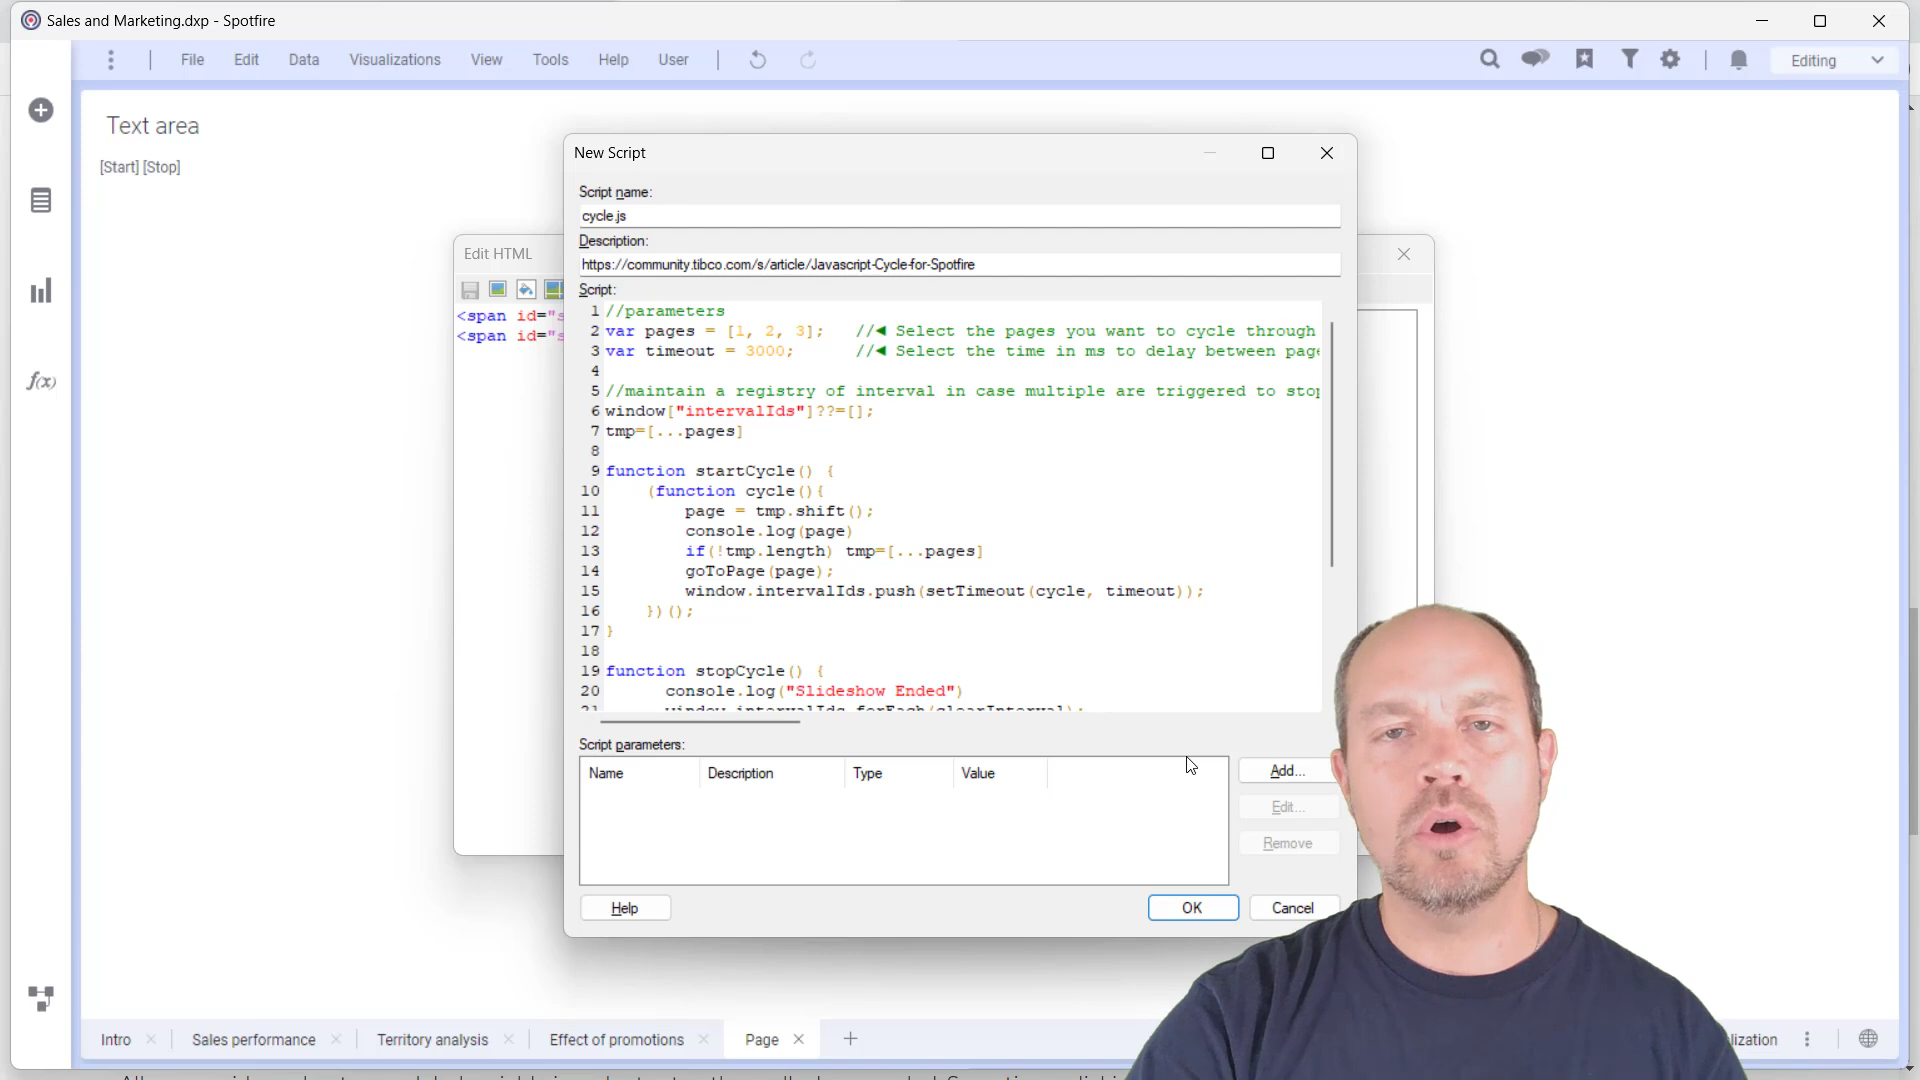 Sales and Marketing.dxp - Spotfire
File Edit Data Visualizations View Tools Help User
Editing
Text area
[Start] [Stop]
New Script
Script name:
cycle.js
Description:
https://community.tibco.com/s/article/Javascript-Cycle-for-Spotfire
Edit HTML
<span id="s
<span id="s
Script:
1 //parameters
2 var pages = [1, 2, 3]; //◄ Select the pages you want to cycle through
3 var timeout = 3000; //◄ Select the time in ms to delay between page
4
5 //maintain a registry of interval in case multiple are triggered to stop
6 window["intervalIds"]??=[];
7 tmp=[...pages]
8
9 function startCycle() {
10 (function cycle(){
11 page = tmp.shift();
12 console.log(page)
13 if(!tmp.length) tmp=[...pages]
14 goToPage(page);
15 window.intervalIds.push(setTimeout(cycle, timeout));
16 })();
17 }
18
19 function stopCycle() {
20 console.log("Slideshow Ended")
21 window.intervalIds.forEach(clearInterval);
Script parameters:
Name Description Type Value
Add...
Edit...
Remove
Help OK Cancel
f(x)
Intro Sales performance Territory analysis Effect of promotions Page
lization